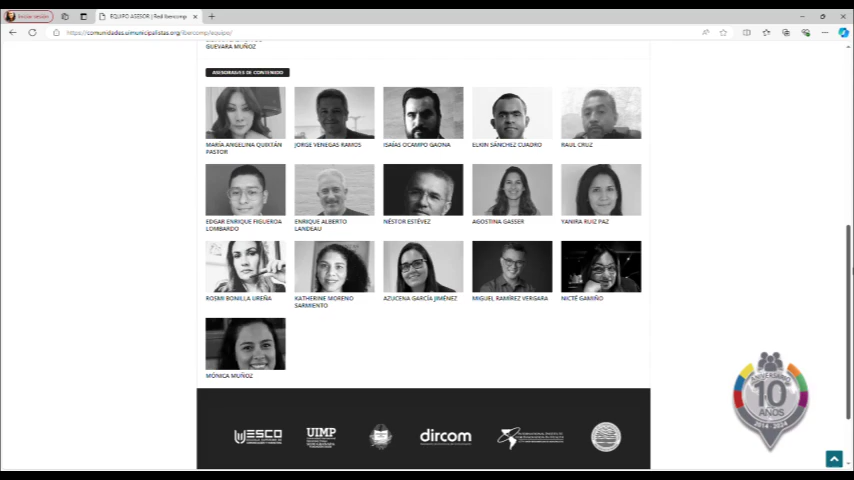 Iniciar sesión
EQUIPO ASESOR | Red Ibercomp
https://comunidades.uimunicipalistas.org/ibercomp/equipo/
GUEVARA MUÑOZ
ASESORAS/ES DE CONTENIDO
MARÍA ANGELINA QUIXTÁN PASTOR
JORGE VENEGAS RAMOS
ISAÍAS OCAMPO GAONA
ELKIN SÁNCHEZ CUADRO
RAUL CRUZ
EDGAR ENRIQUE FIGUEROA LOMBARDO
ENRIQUE ALBERTO LANDEAU
NÉSTOR ESTÉVEZ
AGOSTINA GASSER
YANIRA RUIZ PAZ
ROSMI BONILLA UREÑA
KATHERINE MORENO SARMIENTO
AZUCENA GARCÍA JIMÉNEZ
MIGUEL RAMÍREZ VERGARA
NICTÉ GAMIÑO
MÓNICA MUÑOZ
ESCO
UIMP
dircom
ANIVERSARIO
10
AÑOS
2014 - 2024